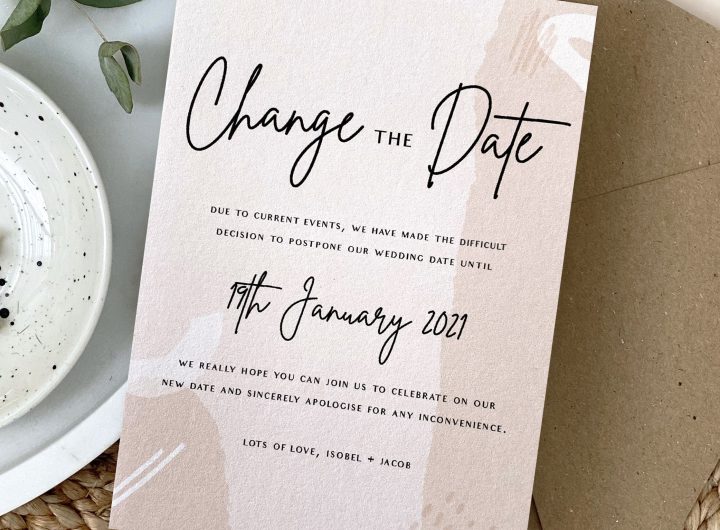 Change THE Date
DUE TO CURRENT EVENTS, WE HAVE MADE THE DIFFICULT
DECISION TO POSTPONE OUR WEDDING DATE UNTIL
19th January 2021
WE REALLY HOPE YOU CAN JOIN US TO CELEBRATE ON OUR
NEW DATE AND SINCERELY APOLOGISE FOR ANY INCONVENIENCE.
LOTS OF LOVE, ISOBEL + JACOB